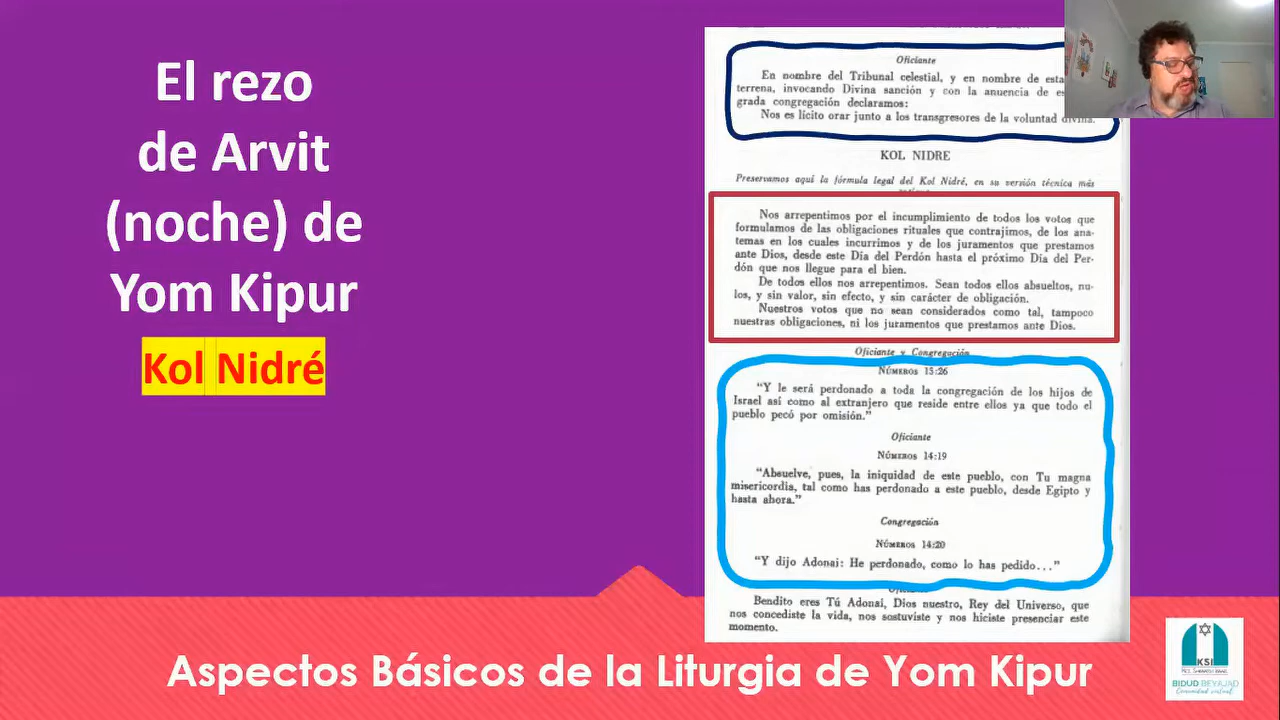 El rezo
de Arvit
(noche) de
Yom Kipur
Kol Nidré
Oficiante
En nombre del Tribunal celestial, y en nombre de esta
terrena, invocando Divina sanción y con la anuencia de es
grada congregación declaramos:
Nos es lícito orar junto a los transgresores de la voluntad divina.
KOL NIDRE
Preservamos aquí la fórmula legal del Kol Nidré, en su versión técnica más
Nos arrepentimos por el incumplimiento de todos los votos que
formulamos de las obligaciones rituales que contrajimos, de los ana-
temas en los cuales incurrimos y de los juramentos que prestamos
ante Dios, desde este Día del Perdón hasta el próximo Día del Per-
dón que nos llegue para el bien.
De todos ellos nos arrepentimos. Sean todos ellos absueltos, nu-
los, y sin valor, sin efecto, y sin carácter de obligación.
Nuestros votos que no sean considerados como tal, tampoco
nuestras obligaciones, ni los juramentos que prestamos ante Dios.
Oficiante y Congregación
NÚMEROS 15:26
"Y le será perdonado a toda la congregación de los hijos de
Israel así como al extranjero que reside entre ellos ya que todo el
pueblo pecó por omisión."
Oficiante
NÚMEROS 14:19
"Absuelve, pues, la iniquidad de este pueblo, con Tu magna
misericordia, tal como has perdonado a este pueblo, desde Egipto y
hasta ahora."
Congregación
NÚMEROS 14:20
"Y dijo Adonai: He perdonado, como lo has pedido..."
Bendito eres Tú Adonai, Dios nuestro, Rey del Universo, que
nos concediste la vida, nos sostuviste y nos hiciste presenciar este
momento.
Aspectos Básicos de la Liturgia de Yom Kipur
KSI
BIDUD BEYAJAD
Comunidad virtual